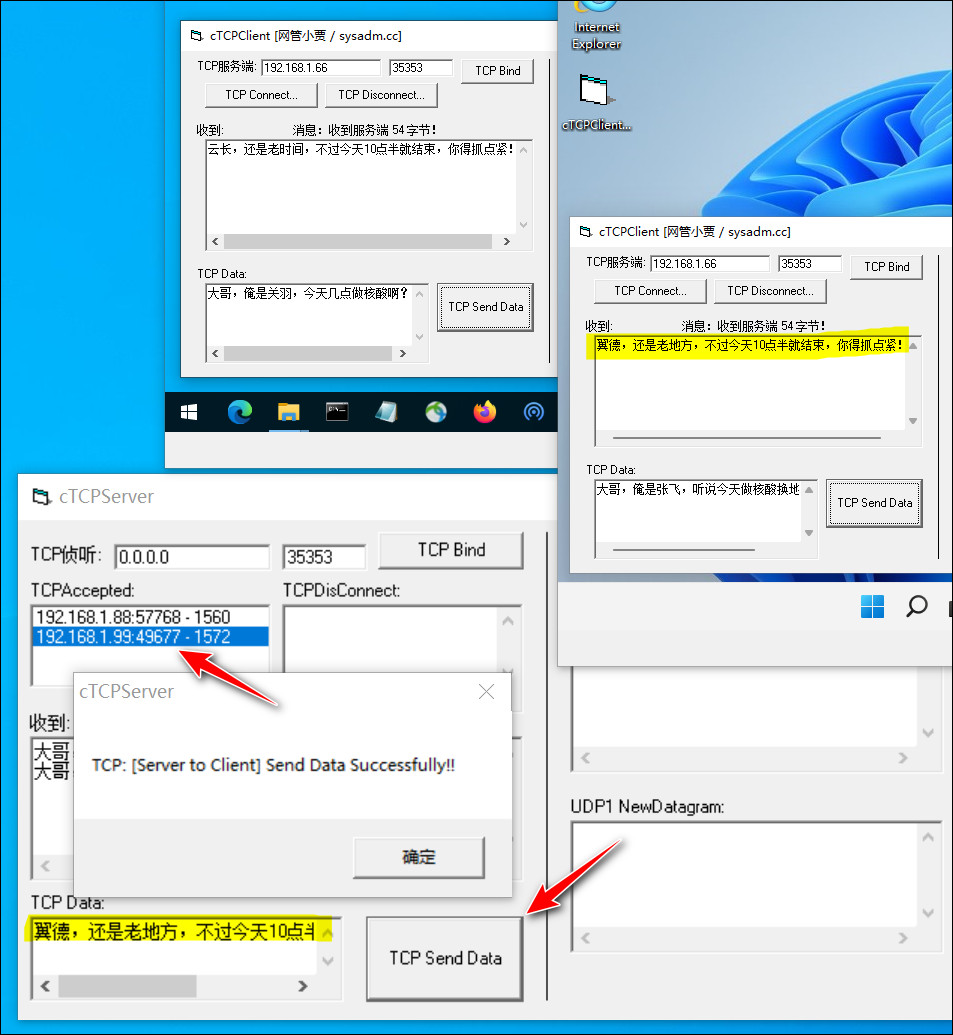 cTCPClient [网管小贾 / sysadm.cc]
TCP服务端: 192.168.1.66 35353 TCP Bind
TCP Connect... TCP Disconnect...
收到: 消息：收到服务端 54 字节！
云长，还是老时间，不过今天10点半就结束，你得抓点紧！
TCP Data:
大哥，俺是关羽，今天几点做核酸啊？
TCP Send Data
Internet
Explorer
cTCPClient...
cTCPClient [网管小贾 / sysadm.cc]
TCP服务端: 192.168.1.66 35353 TCP Bind
TCP Connect... TCP Disconnect...
收到: 消息：收到服务端 54 字节！
翼德，还是老地方，不过今天10点半就结束，你得抓点紧！
TCP Data:
大哥，俺是张飞，听说今天做核酸换地
TCP Send Data
cTCPServer
TCP侦听: 0.0.0.0 35353 TCP Bind
TCPAccepted: TCPDisConnect:
192.168.1.88:57768 - 1560
192.168.1.99:49677 - 1572
收到:
大哥
大哥
cTCPServer
TCP: [Server to Client] Send Data Successfully!!
确定
TCP Data:
翼德，还是老地方，不过今天10点半
TCP Send Data
UDP1 NewDatagram: